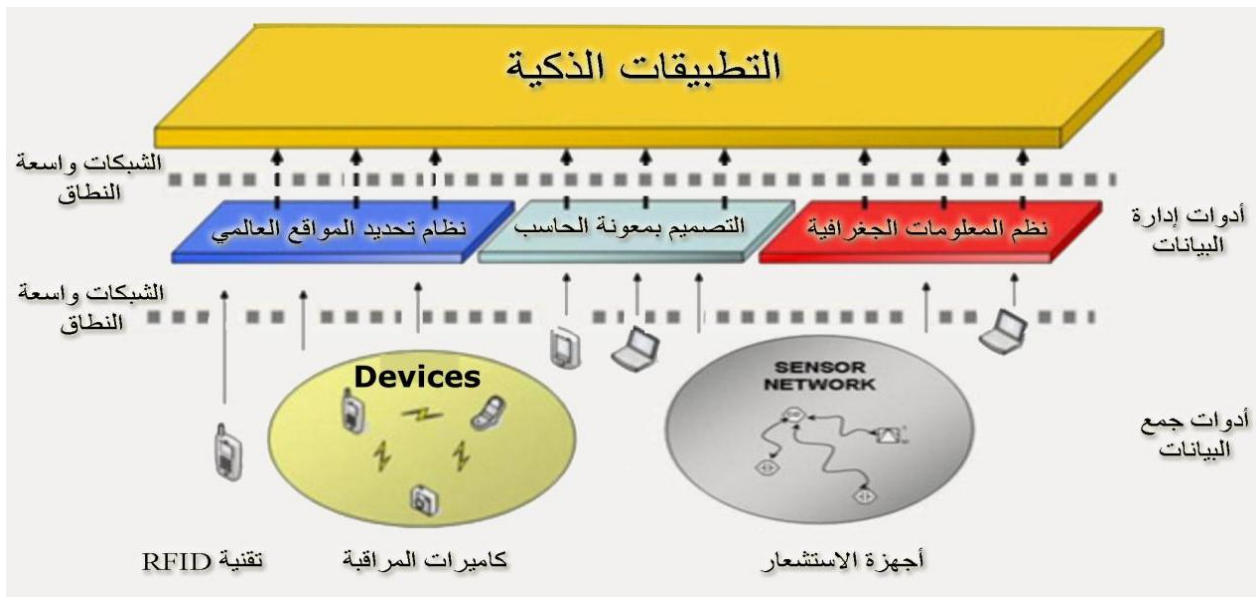 التطبيقات الذكية
الشبكات واسعة
النطاق
نظم المعلومات الجغرافية
التصميم بمعونة الحاسب
نظام تحديد المواقع العالمي
أدوات إدارة
البيانات
الشبكات واسعة
النطاق
Devices
SENSOR
NETWORK
أدوات جمع
البيانات
أجهزة الاستشعار
كاميرات المراقبة
تقنية RFID